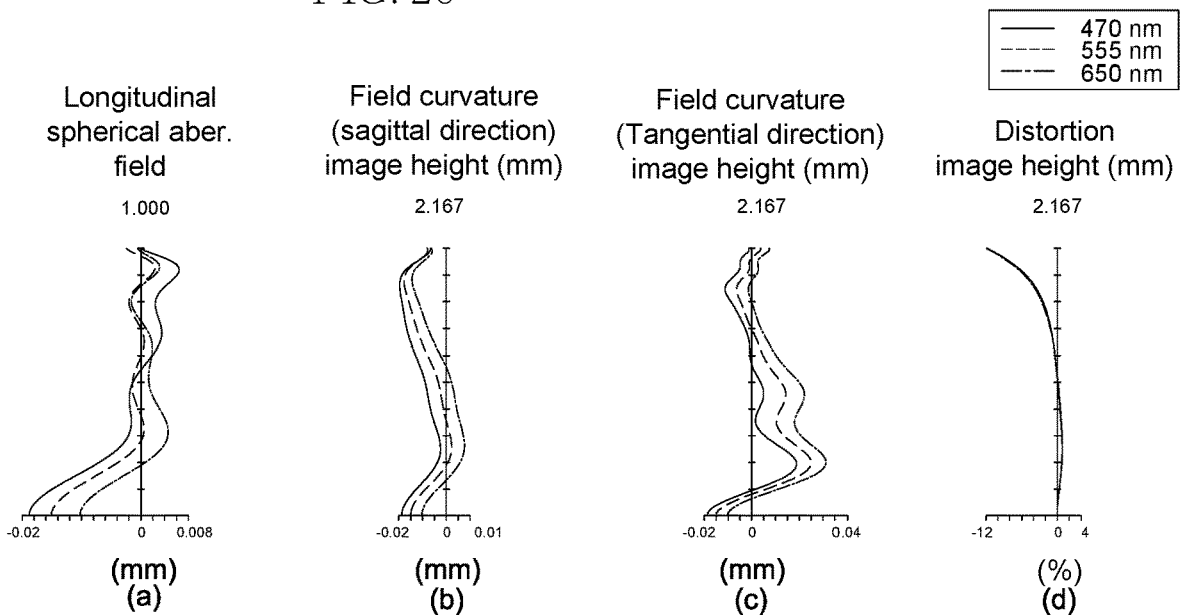 470 nm
555 nm
650 nm
Longitudinal
spherical aber.
field
1.000
Field curvature
(sagittal direction)
image height (mm)
2.167
Field curvature
(Tangential direction)
image height (mm)
2.167
Distortion
image height (mm)
2.167
-0.02 0 0.008
(mm)
(a)
-0.02 0 0.01
(mm)
(b)
-0.02 0 0.04
(mm)
(c)
-12 0 4
(%)
(d)